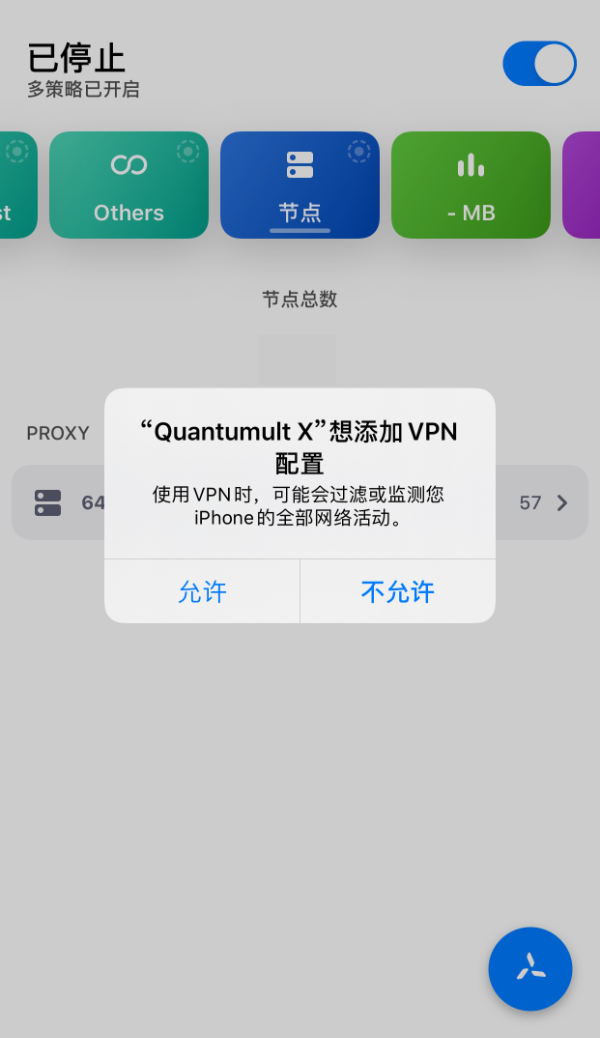 已停止
多策略已开启
st
Others
节点
- MB
节点总数
“Quantumult X”想添加 VPN
配置
使用VPN时，可能会过滤或监测您
iPhone的全部网络活动。
PROXY
64
57
允许
不允许